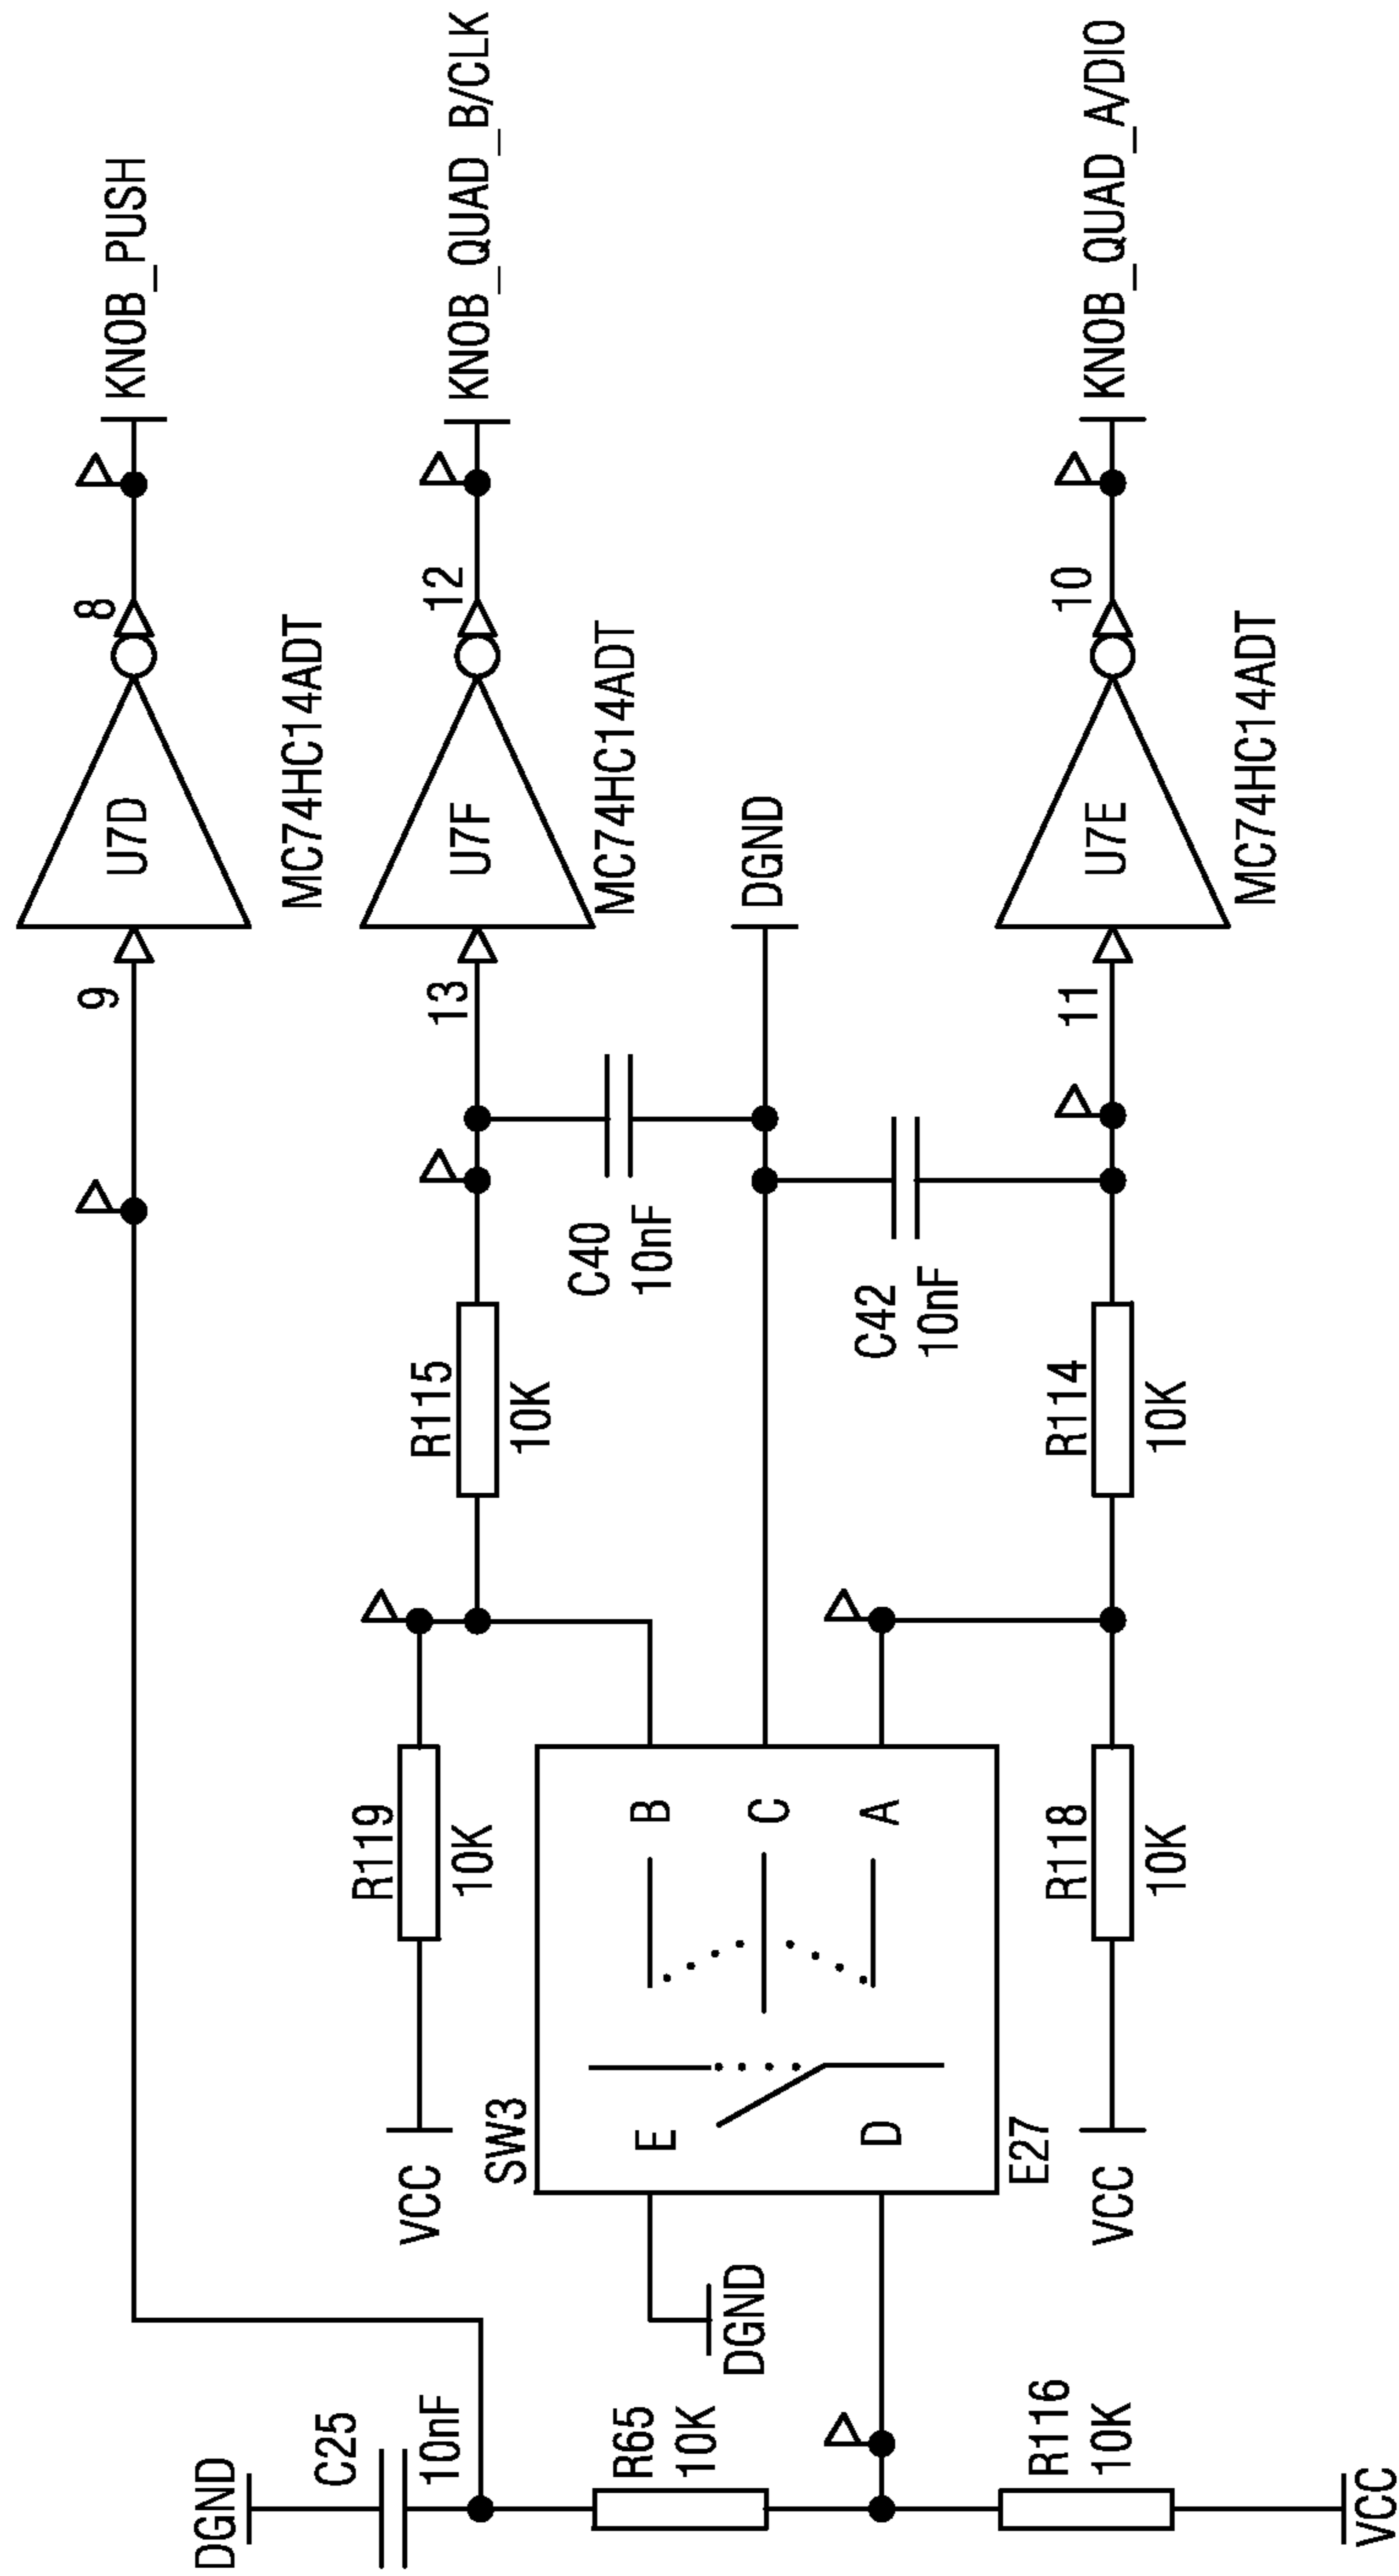 KNOB_PUSH
8
U7D
MC74HC14ADT
9
KNOB_QUAD_B/CLK
12
U7F
MC74HC14ADT
13
C40
10nF
R115
10K
R119
10K
VCC
DGND
KNOB_QUAD_A/DIO
10
U7E
MC74HC14ADT
11
C42
10nF
R114
10K
R118
10K
VCC
SW3
B
C
A
E
D
E27
DGND
DGND
C25
10nF
R65
10K
R116
10K
VCC